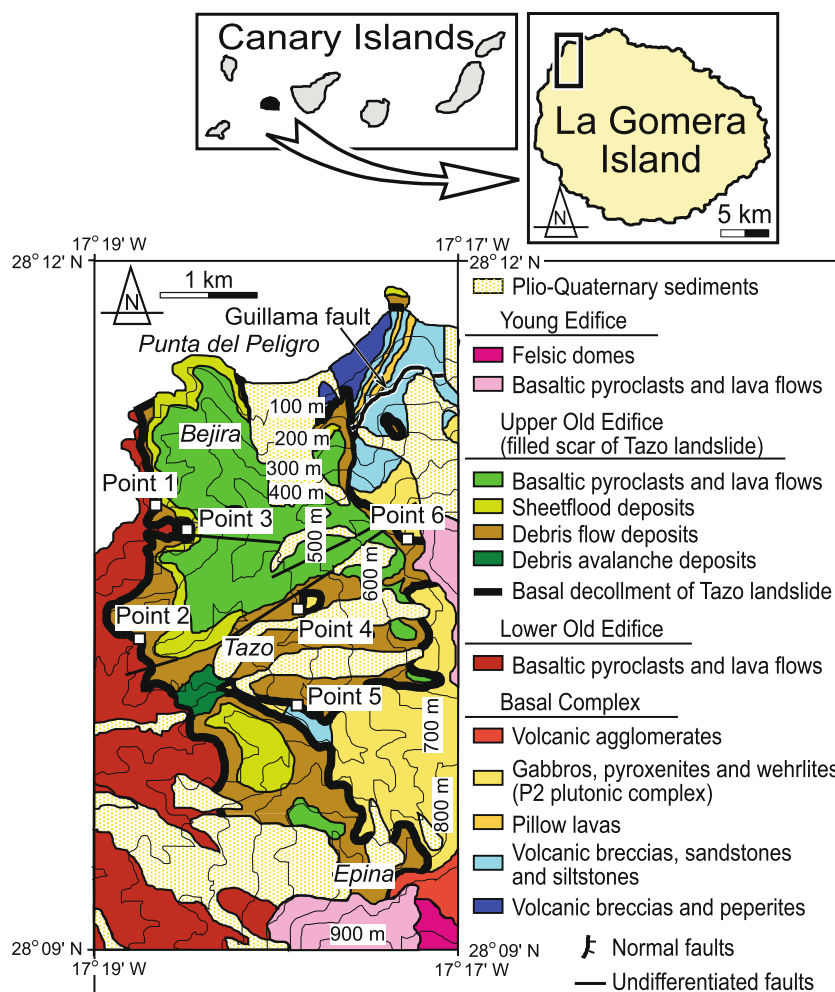 Canary Islands
La Gomera
Island
N
5 km
17° 19' W
17° 17' W
28° 12' N
28° 12' N
N
1 km
Guillama fault
Punta del Peligro
100 m
Bejira
200 m
300 m
400 m
Point 1
Point 3
500 m
Point 6
600 m
Point 2
Tazo
Point 4
Point 5
700 m
800 m
Epina
900 m
28° 09' N
28° 09' N
17° 19' W
17° 17' W
Plio-Quaternary sediments
Young Edifice
Felsic domes
Basaltic pyroclasts and lava flows
Upper Old Edifice
(filled scar of Tazo landslide)
Basaltic pyroclasts and lava flows
Sheetflood deposits
Debris flow deposits
Debris avalanche deposits
Basal decollment of Tazo landslide
Lower Old Edifice
Basaltic pyroclasts and lava flows
Basal Complex
Volcanic agglomerates
Gabbros, pyroxenites and wehrlites
(P2 plutonic complex)
Pillow lavas
Volcanic breccias, sandstones
and siltstones
Volcanic breccias and peperites
Normal faults
Undifferentiated faults